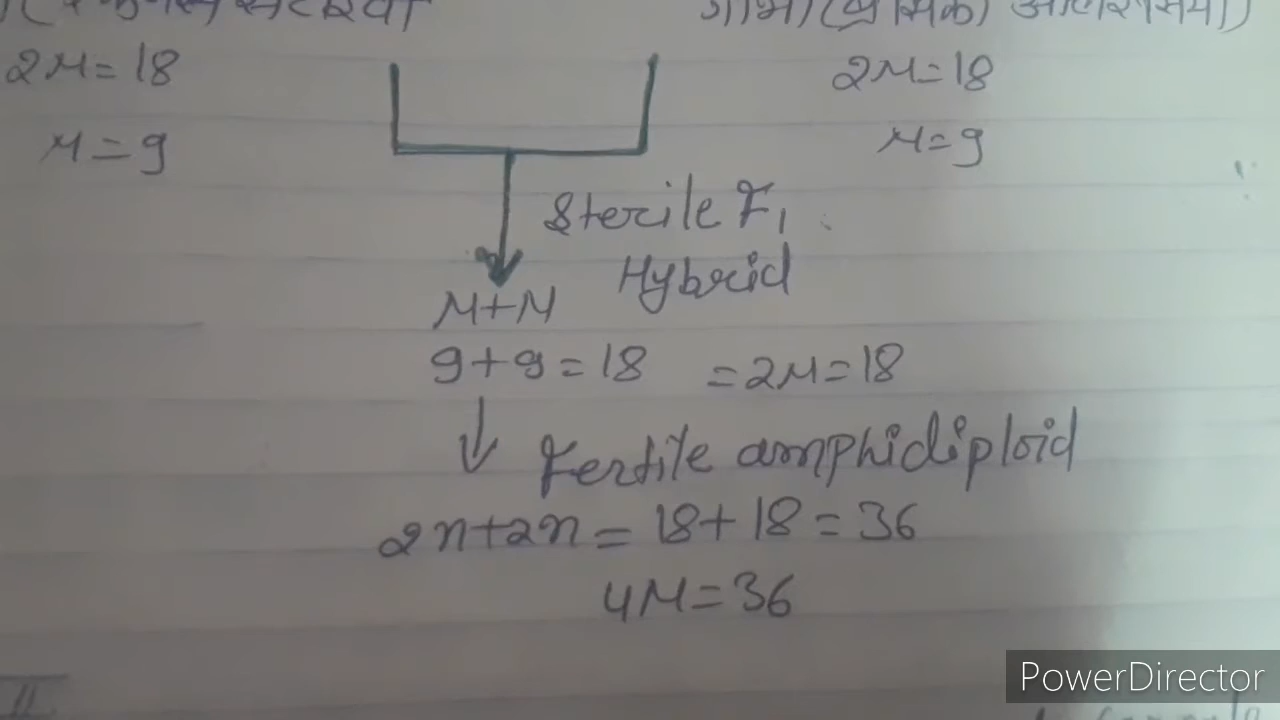 2n=18 2n=18
n=9 n=9
Sterile F1
Hybrid
n+n
9+9=18 =2n=18
Fertile amphidiploid
2n+2n=18+18=36
4n=36
PowerDirector